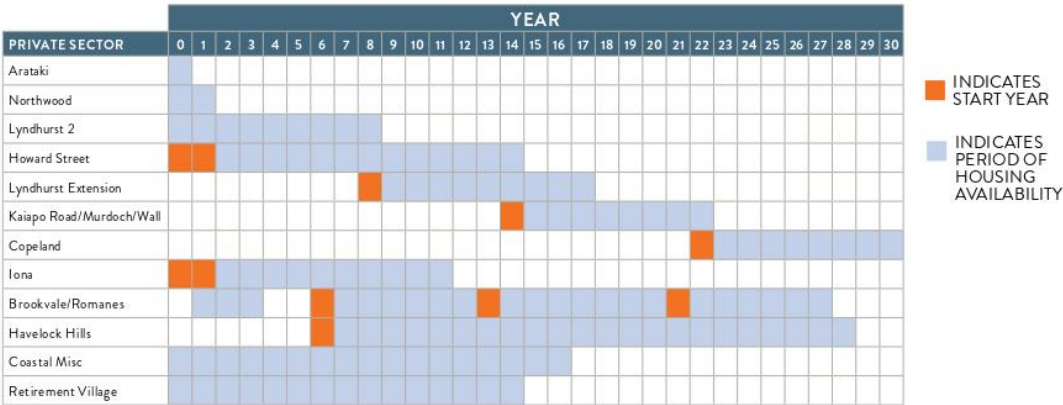 YEAR
PRIVATE SECTOR 0 1 2 3 4 5 6 7 8 9 10 11 12 13 14 15 16 17 18 19 20 21 22 23 24 25 26 27 28 29 30
Arataki
Northwood
Lyndhurst 2
Howard Street
Lyndhurst Extension
Kaiapo Road/Murdoch/Wall
Copeland
Iona
Brookvale/Romanes
Havelock Hills
Coastal Misc
Retirement Village
INDICATES
START YEAR
INDICATES
PERIOD OF
HOUSING
AVAILABILITY